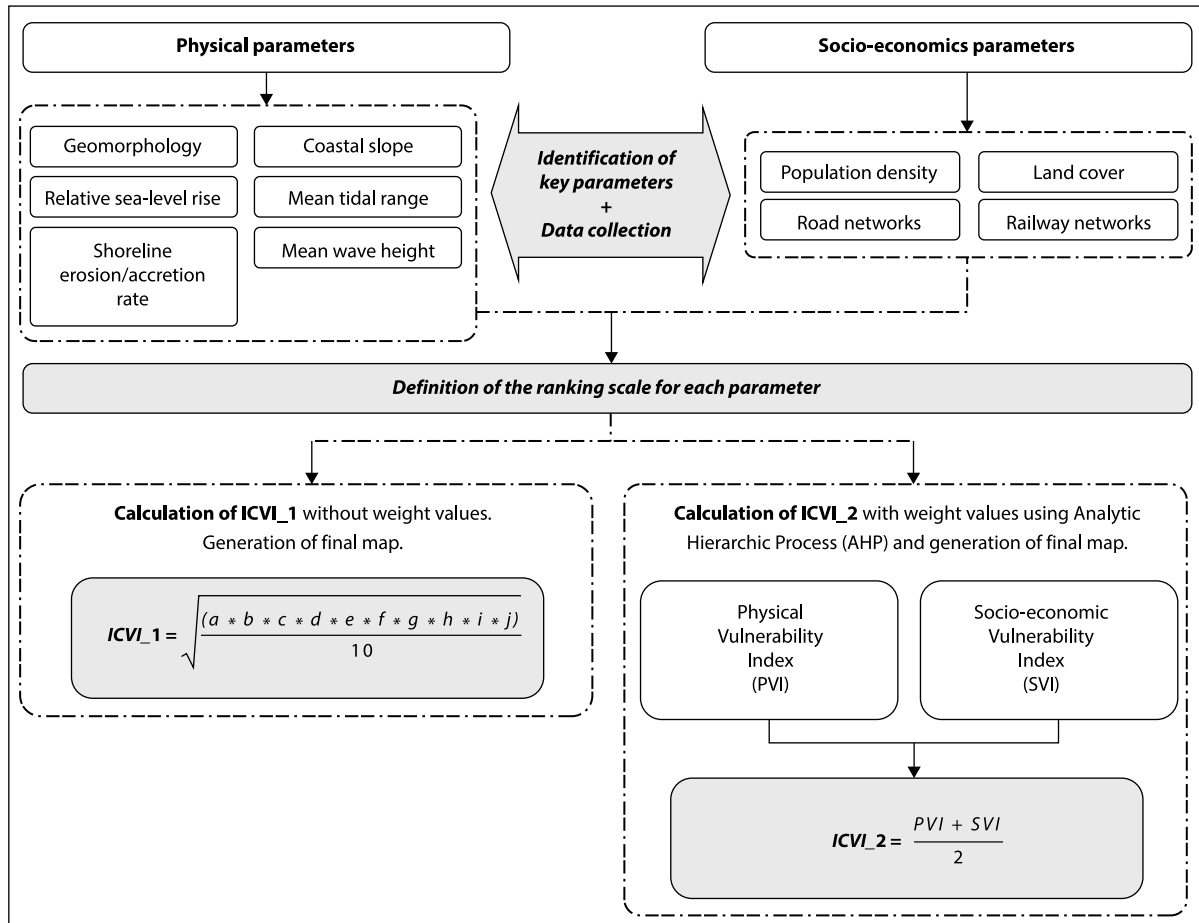 Physical parameters
Socio-economics parameters
Geomorphology
Coastal slope
Relative sea-level rise
Mean tidal range
Shoreline
erosion/accretion
rate
Mean wave height
Identification of
key parameters
+
Data collection
Population density
Land cover
Road networks
Railway networks
Definition of the ranking scale for each parameter
Calculation of ICVI_1 without weight values.
Generation of final map.
ICVI_1 = √((a * b * c * d * e * f * g * h * i * j) / 10)
Calculation of ICVI_2 with weight values using Analytic
Hierarchic Process (AHP) and generation of final map.
Physical
Vulnerability
Index
(PVI)
Socio-economic
Vulnerability
Index
(SVI)
ICVI_2 = (PVI + SVI) / 2